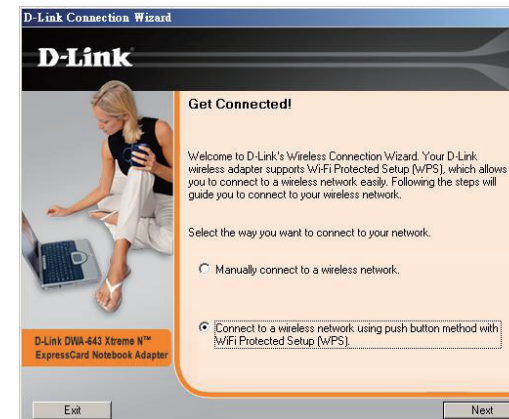 D-Link Connection Wizard
D-Link
Get Connected!
Welcome to D-Link's Wireless Connection Wizard. Your D-Link
wireless adapter supports Wi-Fi Protected Setup (WPS), which allows
you to connect to a wireless network easily. Following the steps will
guide you to connect to your wireless network.
Select the way you want to connect to your network.
Manually connect to a wireless network.
Connect to a wireless network using push button method with
WiFi Protected Setup (WPS).
D-Link DWA-643 Xtreme N™
ExpressCard Notebook Adapter
Exit
Next